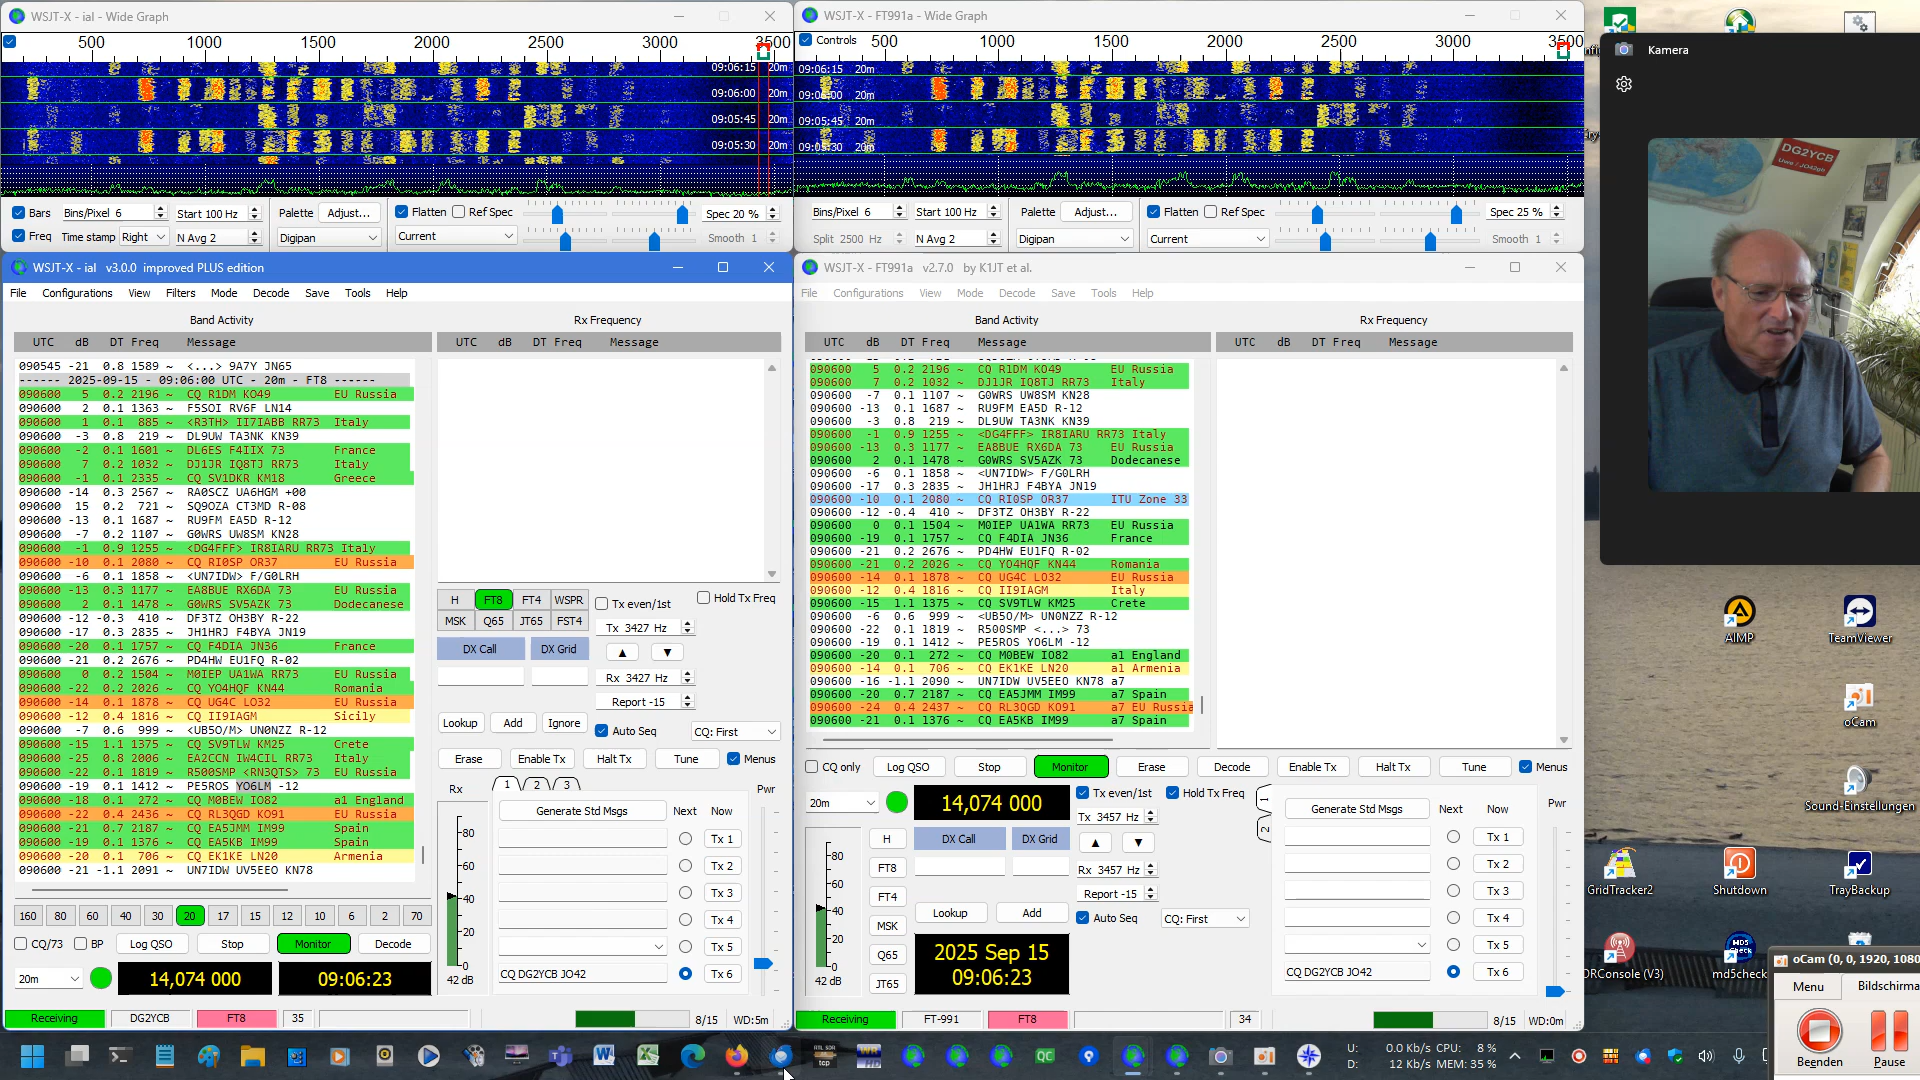 WSJT-X - ial - Wide Graph
500 1000 1500 2000 2500 3000 3500
09:06:15 20m
09:06:00 20m
09:05:45 20m
09:05:30 20m
Bars Bins/Pixel 6 Start 100 Hz Palette Adjust... Flatten Ref Spec Spec 20 %
Freq Time stamp Right N Avg 2 Digipan Current Smooth 1
WSJT-X - FT991a - Wide Graph
Controls 500 1000 1500 2000 2500 3000 3500
09:06:15 20m
09:06:00 20m
09:05:45 20m
09:05:30 20m
Bins/Pixel 6 Start 100 Hz Palette Adjust... Flatten Ref Spec Spec 25 %
Split 2500 Hz N Avg 2 Digipan Current Smooth 1
WSJT-X - ial v3.0.0 improved PLUS edition
File Configurations View Filters Mode Decode Save Tools Help
Band Activity
UTC dB DT Freq Message
090545 -21 0.8 1589 ~ <...> 9A7Y JN65
------ 2025-09-15 - 09:06:00 UTC - 20m - FT8 ------
090600 5 0.2 2196 ~ CQ R1DM KO49 EU Russia
090600 2 0.1 1363 ~ F5SOI RV6F LN14
090600 1 0.1 885 ~ <R3TH> II7IABB RR73 Italy
090600 -3 0.8 219 ~ DL9UW TA3NK KN39
090600 -2 0.1 1601 ~ DL6ES F4IIX 73 France
090600 7 0.2 1032 ~ DJ1JR IQ8TJ RR73 Italy
090600 -1 0.1 2335 ~ CQ SV1DKR KM18 Greece
090600 -14 0.3 2567 ~ RA0SCZ UA6HGM +00
090600 15 0.2 721 ~ SQ9OZA CT3MD R-08
090600 -13 0.1 1687 ~ RU9FM EA5D R-12
090600 -7 0.2 1107 ~ G0WRS UW8SM KN28
090600 -1 0.9 1255 ~ <DG4FFF> IR8IARU RR73 Italy
090600 -10 0.1 2080 ~ CQ RI0SP OR37 EU Russia
090600 -6 0.1 1858 ~ <UN7IDW> F/G0LRH
090600 -13 0.3 1177 ~ EA8BUE RX6DA 73 EU Russia
090600 2 0.1 1478 ~ G0WRS SV5AZK 73 Dodecanese
090600 -12 -0.3 410 ~ DF3TZ OH3BY R-22
090600 -17 0.3 2835 ~ JH1HRJ F4BYA JN19
090600 -20 0.1 1757 ~ CQ F4DIA JN36 France
090600 -21 0.2 2676 ~ PD4HW EU1FQ R-02
090600 0 0.2 1504 ~ M0IEP UA1WA RR73 EU Russia
090600 -22 0.2 2026 ~ CQ YO4HQF KN44 Romania
090600 -14 0.1 1878 ~ CQ UG4C LO32 EU Russia
090600 -12 0.4 1816 ~ CQ II9IAGM Sicily
090600 -7 0.6 999 ~ <UB5O/M> UN0NZZ R-12
090600 -15 1.1 1375 ~ CQ SV9TLW KM25 Crete
090600 -25 0.8 2006 ~ EA2CCN IW4CIL RR73 Italy
090600 -22 0.1 1819 ~ R500SMP <RN3QTS> 73 EU Russia
090600 -19 0.1 1412 ~ PE5ROS YO6LM -12
090600 -18 0.1 272 ~ CQ M0BEW IO82 a1 England
090600 -22 0.4 2436 ~ CQ RL3QGD KO91 EU Russia
090600 -21 0.7 2187 ~ CQ EA5JMM IM99 Spain
090600 -19 0.1 1376 ~ CQ EA5KB IM99 Spain
090600 -20 0.1 706 ~ CQ EK1KE LN20 Armenia
090600 -21 -1.1 2091 ~ UN7IDW UV5EEO KN78
Rx Frequency
UTC dB DT Freq Message
H FT8 FT4 WSPR Tx even/1st Hold Tx Freq
MSK Q65 JT65 FST4 Tx 3427 Hz
DX Call DX Grid
Rx 3427 Hz
Report -15
Lookup Add Ignore Auto Seq CQ: First
Erase Enable Tx Halt Tx Tune Menus
Rx 1 2 3 Pwr
Generate Std Msgs Next Now
Tx 1
Tx 2
Tx 3
Tx 4
Tx 5
CQ DG2YCB JO42 Tx 6
80
60
40
20
0
42 dB
160 80 60 40 30 20 17 15 12 10 6 2 70
CQ/73 BP Log QSO Stop Monitor Decode
20m 14,074 000 09:06:23
Receiving DG2YCB FT8 35 8/15 WD:5m
WSJT-X - FT991a v2.7.0 by K1JT et al.
File Configurations View Mode Decode Save Tools Help
Band Activity
UTC dB DT Freq Message
090600 5 0.2 2196 ~ CQ R1DM KO49 EU Russia
090600 7 0.2 1032 ~ DJ1JR IQ8TJ RR73 Italy
090600 -7 0.1 1107 ~ G0WRS UW8SM KN28
090600 -13 0.1 1687 ~ RU9FM EA5D R-12
090600 -3 0.8 219 ~ DL9UW TA3NK KN39
090600 -1 0.9 1255 ~ <DG4FFF> IR8IARU RR73 Italy
090600 -13 0.3 1177 ~ EA8BUE RX6DA 73 EU Russia
090600 2 0.1 1478 ~ G0WRS SV5AZK 73 Dodecanese
090600 -6 0.1 1858 ~ <UN7IDW> F/G0LRH
090600 -17 0.3 2835 ~ JH1HRJ F4BYA JN19
090600 -10 0.1 2080 ~ CQ RI0SP OR37 ITU Zone 33
090600 -12 -0.4 410 ~ DF3TZ OH3BY R-22
090600 0 0.1 1504 ~ M0IEP UA1WA RR73 EU Russia
090600 -19 0.1 1757 ~ CQ F4DIA JN36 France
090600 -21 0.2 2676 ~ PD4HW EU1FQ R-02
090600 -21 0.2 2026 ~ CQ YO4HQF KN44 Romania
090600 -14 0.1 1878 ~ CQ UG4C LO32 EU Russia
090600 -12 0.4 1816 ~ CQ II9IAGM Italy
090600 -15 1.1 1375 ~ CQ SV9TLW KM25 Crete
090600 -6 0.6 999 ~ <UB5O/M> UN0NZZ R-12
090600 -22 0.1 1819 ~ R500SMP <...> 73
090600 -19 0.1 1412 ~ PE5ROS YO6LM -12
090600 -20 0.1 272 ~ CQ M0BEW IO82 a1 England
090600 -14 0.1 706 ~ CQ EK1KE LN20 a1 Armenia
090600 -16 -1.1 2090 ~ UN7IDW UV5EEO KN78 a7
090600 -20 0.7 2187 ~ CQ EA5JMM IM99 a7 Spain
090600 -24 0.4 2437 ~ CQ RL3QGD KO91 a7 EU Russia
090600 -21 0.1 1376 ~ CQ EA5KB IM99 a7 Spain
Rx Frequency
UTC dB DT Freq Message
CQ only Log QSO Stop Monitor Erase Decode Enable Tx Halt Tx Tune Menus
20m 14,074 000 Tx even/1st Hold Tx Freq
Tx 3457 Hz
H DX Call DX Grid
FT8 Rx 3457 Hz
FT4 Report -15
MSK Lookup Add Auto Seq CQ: First
Q65 2025 Sep 15
JT65 09:06:23
80
60
40
20
0
42 dB
1
2
Generate Std Msgs Next Now Pwr
Tx 1
Tx 2
Tx 3
Tx 4
Tx 5
CQ DG2YCB JO42 Tx 6
Receiving FT-991 FT8 34 8/15 WD:0m
Kamera
DG2YCB
AIMP
TeamViewer
oCam
Sound-Einstellungen
GridTracker2
Shutdown
TrayBackup
DRConsole (V3)
md5check
oCam (0, 0, 1920, 1080
Menu Bildschirma
Beenden Pause
U: 0.0 Kb/s CPU: 8 %
D: 12 Kb/s MEM: 35 %